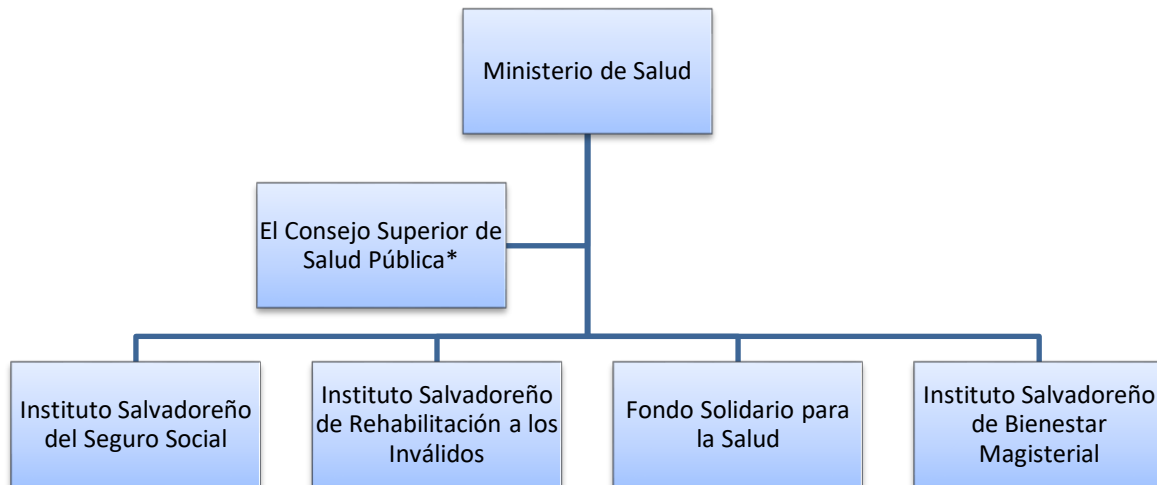 Ministerio de Salud
El Consejo Superior de
Salud Pública*
Instituto Salvadoreño
del Seguro Social
Instituto Salvadoreño
de Rehabilitación a los
Inválidos
Fondo Solidario para
la Salud
Instituto Salvadoreño
de Bienestar
Magisterial